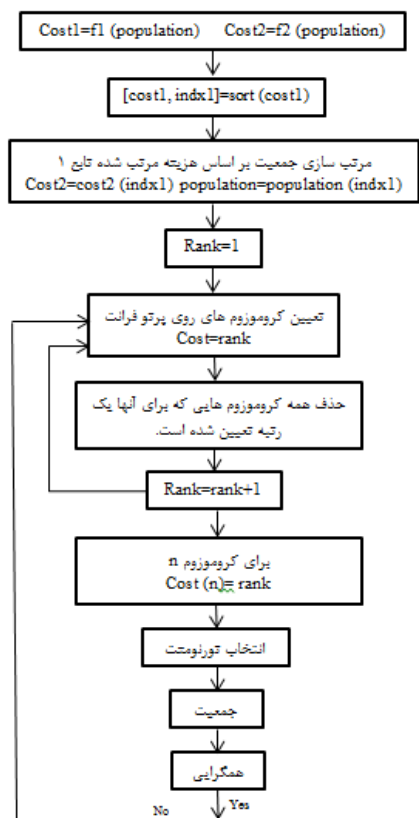 Cost1=f1 (population) Cost2=f2 (population)
[cost1, indx1]=sort (cost1)
مرتب سازی جمعیت بر اساس هزیته مرتب شده تابع ۱
Cost2=cost2 (indx1) population=population (indx1)
Rank=1
تعیین کروموزوم های روی پرتو فرانت
Cost=rank
حذف همه کروموزوم هایی که برای آنها یک
رتبه تعیین شده است.
Rank=rank+1
برای کروموزوم n
Cost (n)= rank
انتخاب تورنومنت
جمعیت
همگرایی
No Yes